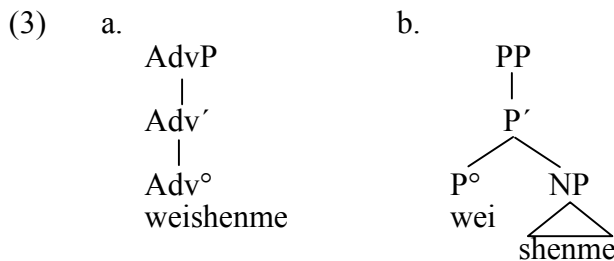 (3) a. b.
AdvP PP
Adv´ P´
Adv° P° NP
weishenme wei
shenme